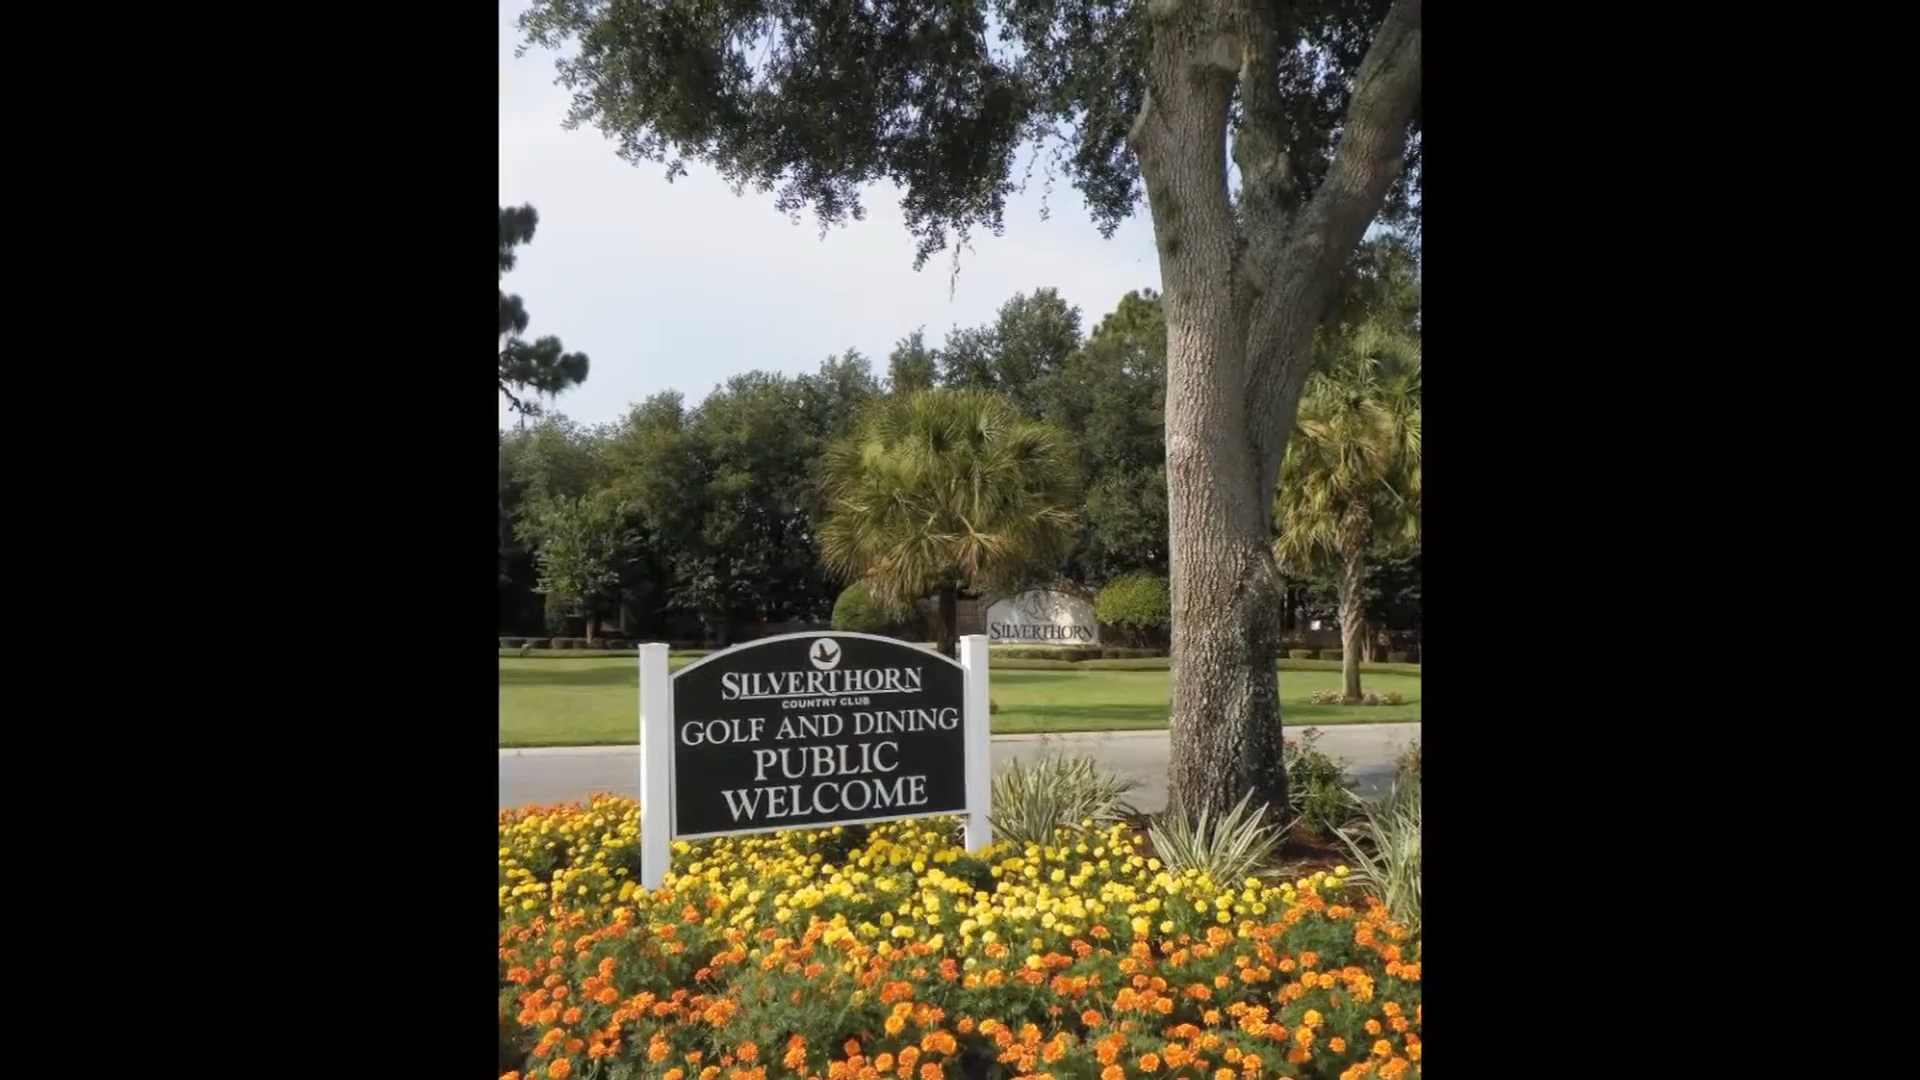 SILVERTHORN
SILVERTHORN
COUNTRY CLUB
GOLF AND DINING
PUBLIC
WELCOME